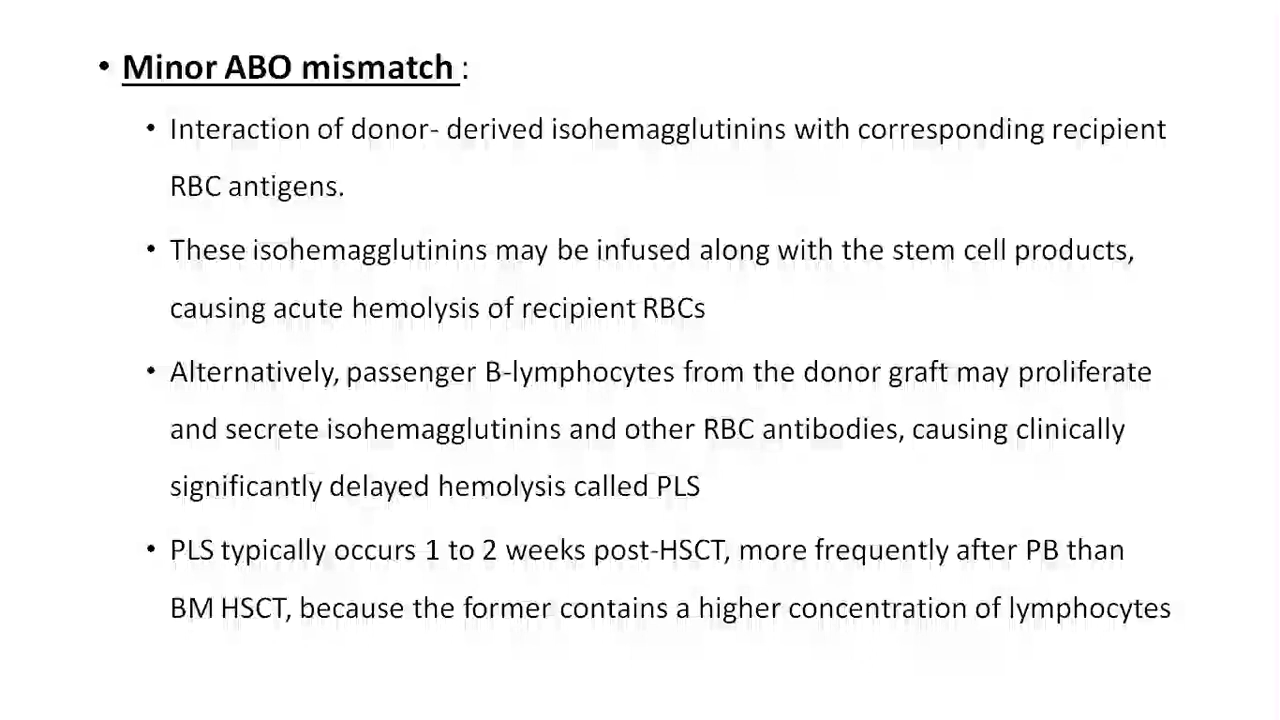 • Minor ABO mismatch :
• Interaction of donor- derived isohemagglutinins with corresponding recipient
RBC antigens.
• These isohemagglutinins may be infused along with the stem cell products,
causing acute hemolysis of recipient RBCs
• Alternatively, passenger B-lymphocytes from the donor graft may proliferate
and secrete isohemagglutinins and other RBC antibodies, causing clinically
significantly delayed hemolysis called PLS
• PLS typically occurs 1 to 2 weeks post-HSCT, more frequently after PB than
BM HSCT, because the former contains a higher concentration of lymphocytes